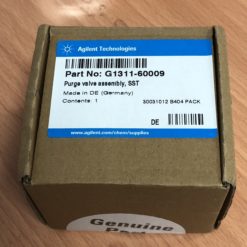 Agilent Technologies
Part No: G1311-60009
Purge valve assembly, SST
Made in DE (Germany)
Contents: 1
30031012 B404 PACK
DE
www.agilent.com/chem/supplies
Genuine
Part